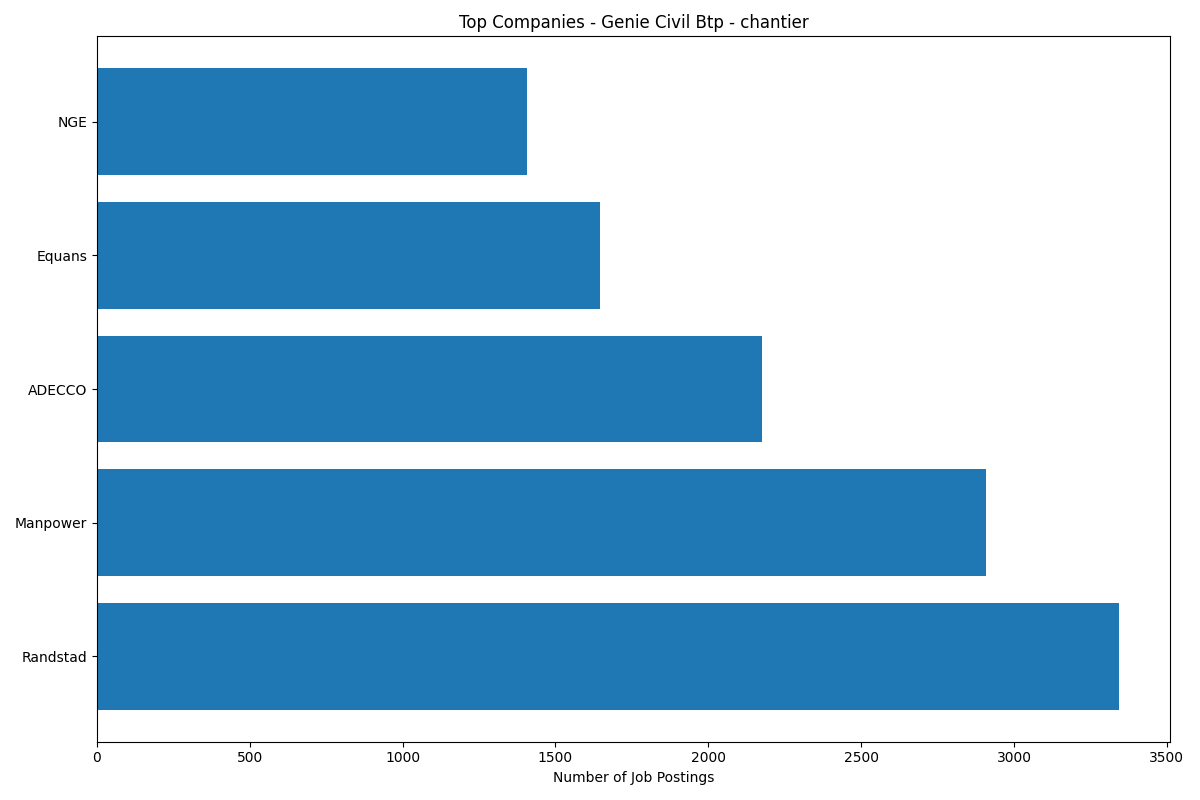 Top Companies - Genie Civil Btp - chantier
NGE
Equans
ADECCO
Manpower
Randstad
0 500 1000 1500 2000 2500 3000 3500
Number of Job Postings